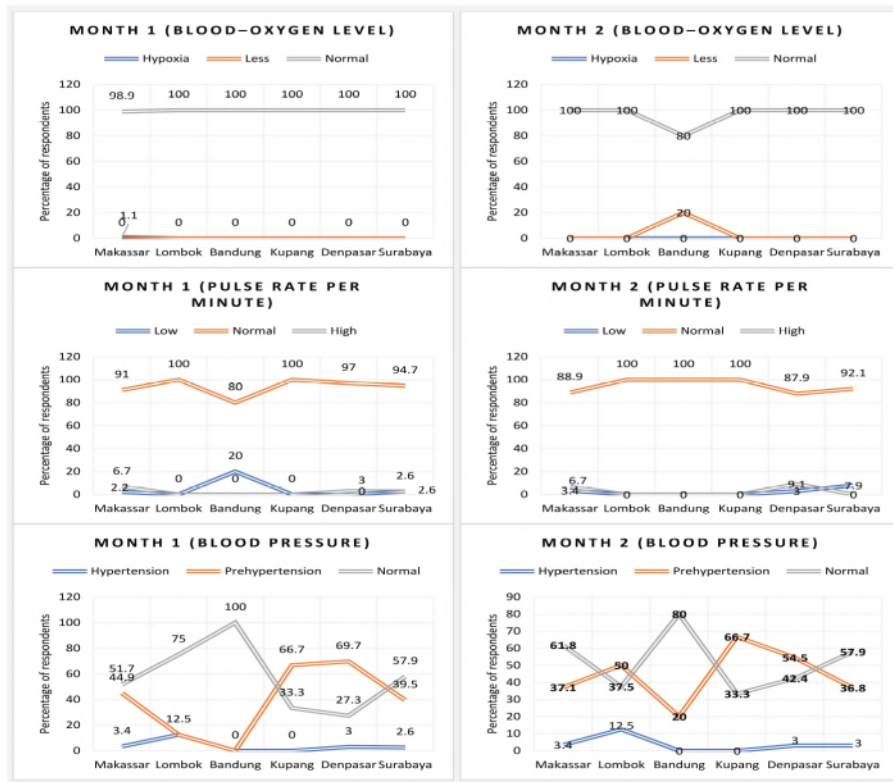 MONTH 1 (BLOOD–OXYGEN LEVEL)
Hypoxia Less Normal
Percentage of respondents
120
100
80
60
40
20
0
98.9 100 100 100 100 100
1.1
0 0 0 0 0 0
Makassar Lombok Bandung Kupang Denpasar Surabaya
MONTH 2 (BLOOD–OXYGEN LEVEL)
Hypoxia Less Normal
Percentage of respondents
120
100
80
60
40
20
0
100 100 80 100 100 100
20
0 0 0 0 0 0
Makassar Lombok Bandung Kupang Denpasar Surabaya
MONTH 1 (PULSE RATE PER
MINUTE)
Low Normal High
Percentage of respondents
120
100
80
60
40
20
0
91 100 80 100 97 94.7
20
6.7 0 0 0 3 2.6
2.2 0 2.6
Makassar Lombok Bandung Kupang Denpasar Surabaya
MONTH 2 (PULSE RATE PER
MINUTE)
Low Normal High
Percentage of respondents
120
100
80
60
40
20
0
88.9 100 100 100 87.9 92.1
6.7 9.1 7.9
3.4 0 0 0 3 0
Makassar Lombok Bandung Kupang Denpasar Surabaya
MONTH 1 (BLOOD PRESSURE)
Hypertension Prehypertension Normal
Percentage of respondents
120
100
80
60
40
20
0
51.7 75 100 66.7 69.7 57.9
44.9 33.3 27.3 39.5
3.4 12.5 0 0 3 2.6
Makassar Lombok Bandung Kupang Denpasar Surabaya
MONTH 2 (BLOOD PRESSURE)
Hypertension Prehypertension Normal
Percentage of respondents
90
80
70
60
50
40
30
20
10
0
61.8 50 80 66.7 54.5 57.9
37.1 37.5 20 33.3 42.4 36.8
3.4 12.5 0 0 3 3
Makassar Lombok Bandung Kupang Denpasar Surabaya